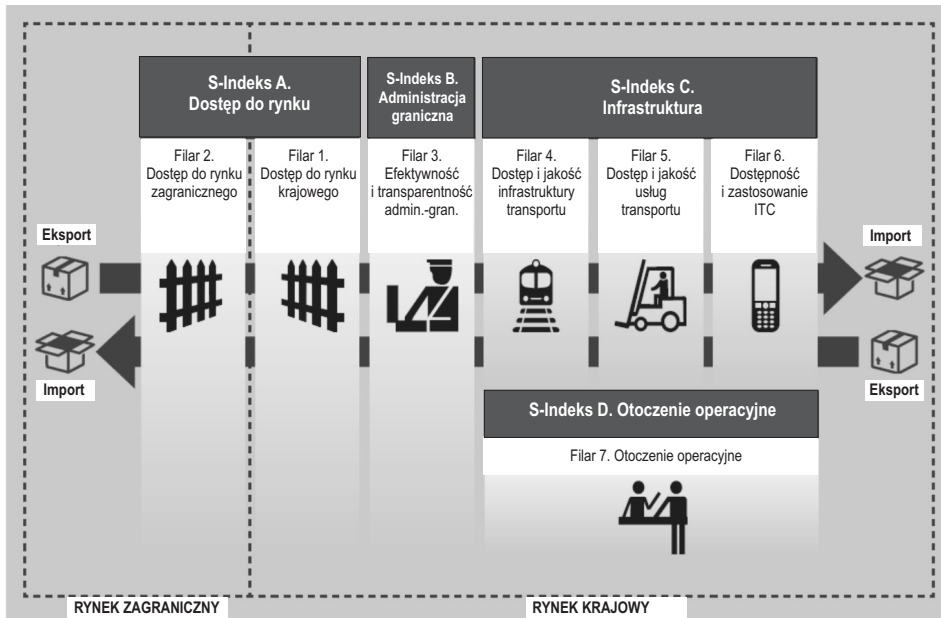 S-Indeks A.
Dostęp do rynku
S-Indeks B.
Administracja
graniczna
S-Indeks C.
Infrastruktura
Filar 2.
Dostęp do rynku
zagranicznego
Filar 1.
Dostęp do rynku
krajowego
Filar 3.
Efektywność
i transparentność
admin.-gran.
Filar 4.
Dostęp i jakość
infrastruktury
transportu
Filar 5.
Dostęp i jakość
usług
transportu
Filar 6.
Dostępność
i zastosowanie
ITC
Eksport
Import
Import
Eksport
S-Indeks D. Otoczenie operacyjne
Filar 7. Otoczenie operacyjne
RYNEK ZAGRANICZNY
RYNEK KRAJOWY